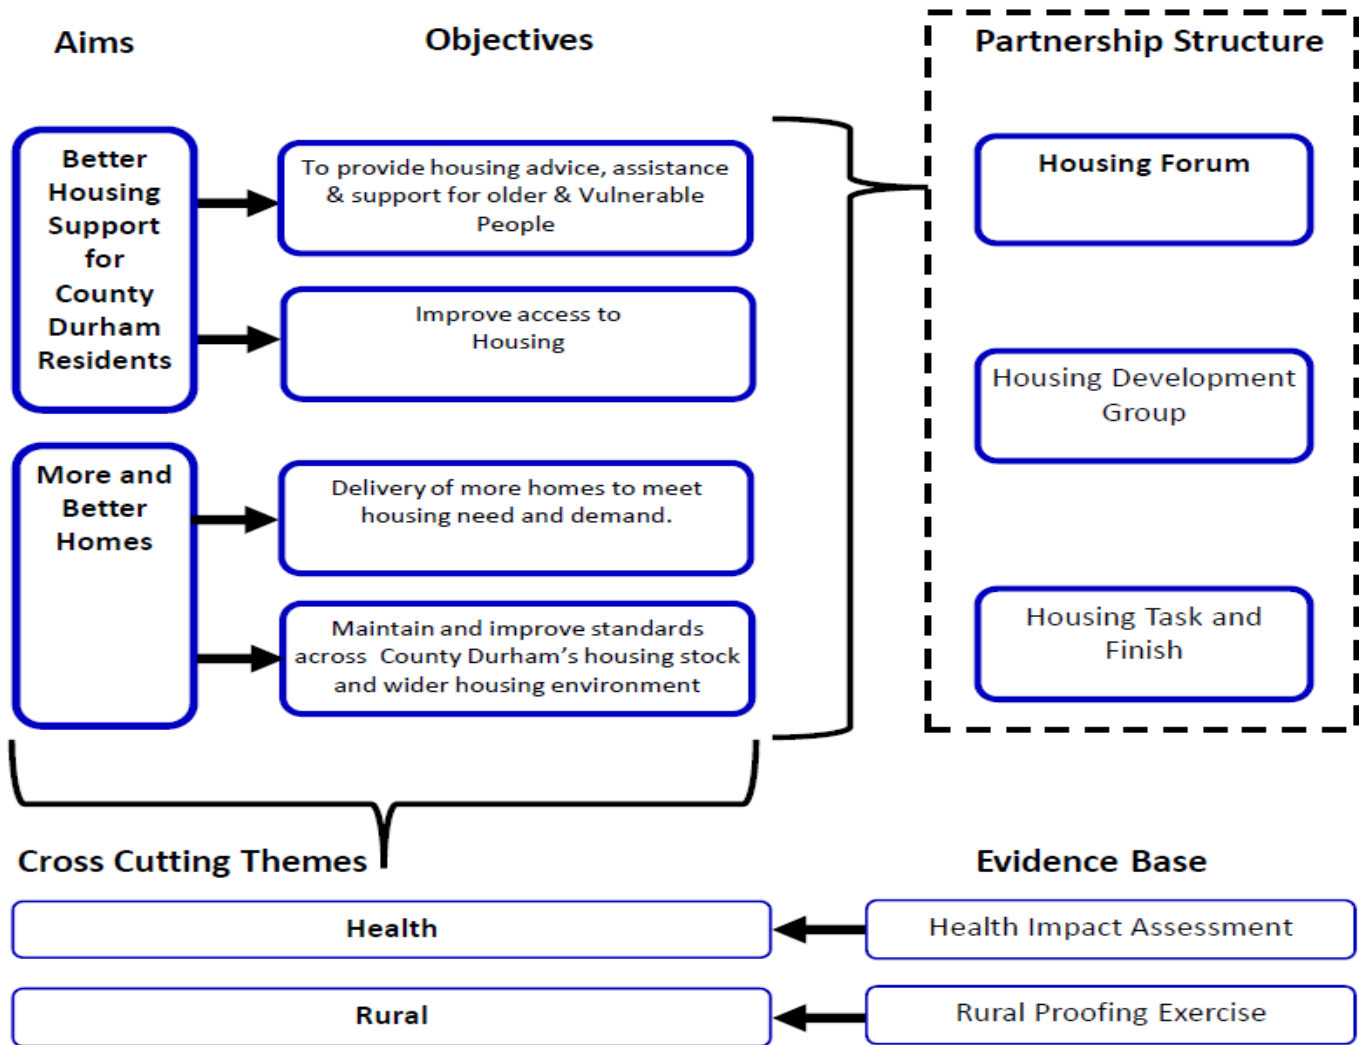 Aims
Objectives
Partnership Structure
Better
Housing
Support
for
County
Durham
Residents
To provide housing advice, assistance
& support for older & Vulnerable
People
Improve access to
Housing
More and
Better
Homes
Delivery of more homes to meet
housing need and demand.
Maintain and improve standards
across County Durham’s housing stock
and wider housing environment
Housing Forum
Housing Development
Group
Housing Task and
Finish
Cross Cutting Themes
Evidence Base
Health
Health Impact Assessment
Rural
Rural Proofing Exercise